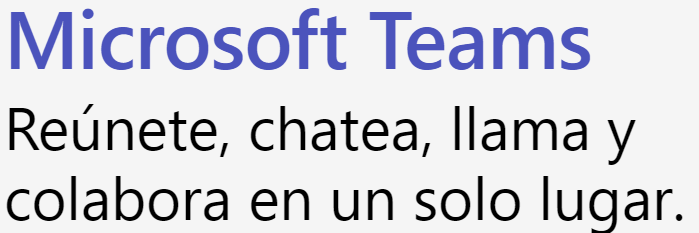 Microsoft Teams
Reúnete, chatea, llama y
colabora en un solo lugar.